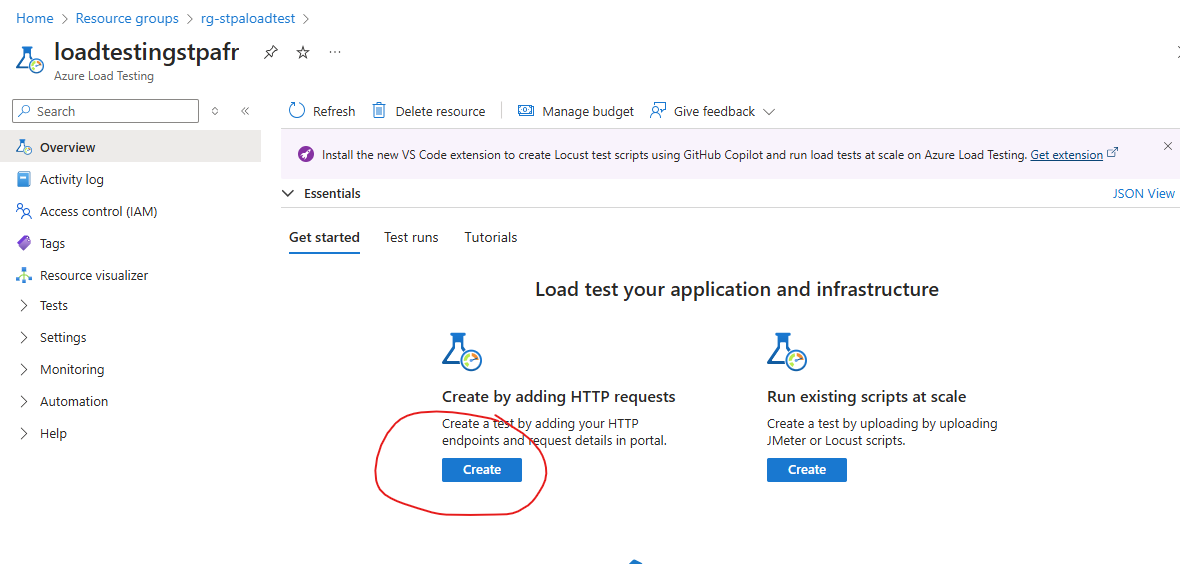 Home > Resource groups > rg-stpaloadtest >
loadtestingstpafr
Azure Load Testing
Search
Refresh Delete resource Manage budget Give feedback
Overview
Install the new VS Code extension to create Locust test scripts using GitHub Copilot and run load tests at scale on Azure Load Testing. Get extension
Activity log
Essentials JSON View
Access control (IAM)
Get started Test runs Tutorials
Tags
Resource visualizer
Load test your application and infrastructure
Tests
Settings
Monitoring
Automation
Help
Create by adding HTTP requests
Create a test by adding your HTTP
endpoints and request details in portal.
Create
Run existing scripts at scale
Create a test by uploading by uploading
JMeter or Locust scripts.
Create